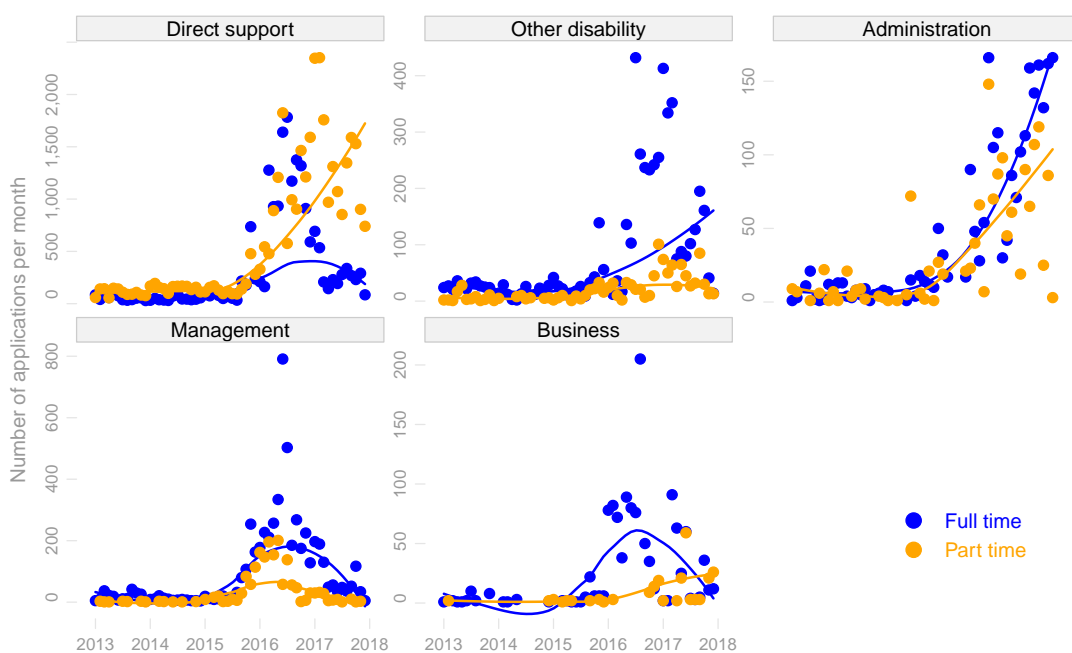 Direct support
Other disability
Administration
Number of applications per month
0
500
1,000
1,500
2,000
0
100
200
300
400
0
50
100
150
Management
Business
0
200
400
600
800
0
50
100
150
200
2013 2014 2015 2016 2017 2018
2013 2014 2015 2016 2017 2018
Full time
Part time